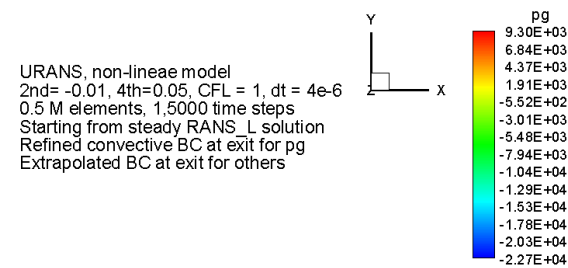 URANS, non-lineae model
2nd= -0.01, 4th=0.05, CFL = 1, dt = 4e-6
0.5 M elements, 1,5000 time steps
Starting from steady RANS_L solution
Refined convective BC at exit for pg
Extrapolated BC at exit for others
Y
Z
X
pg
9.30E+03
6.84E+03
4.37E+03
1.91E+03
-5.52E+02
-3.01E+03
-5.48E+03
-7.94E+03
-1.04E+04
-1.29E+04
-1.53E+04
-1.78E+04
-2.03E+04
-2.27E+04